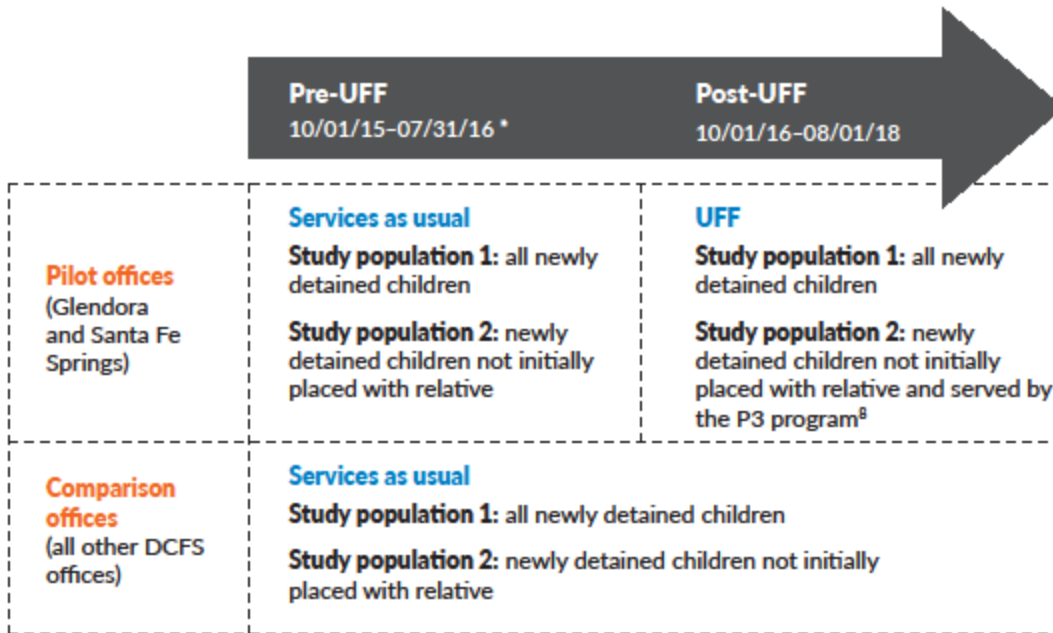 Pre-UFF
10/01/15–07/31/16 *
Post-UFF
10/01/16–08/01/18
Pilot offices
(Glendora
and Santa Fe
Springs)
Services as usual
Study population 1: all newly
detained children
Study population 2: newly
detained children not initially
placed with relative
UFF
Study population 1: all newly
detained children
Study population 2: newly
detained children not initially
placed with relative and served by
the P3 program⁸
Comparison
offices
(all other DCFS
offices)
Services as usual
Study population 1: all newly detained children
Study population 2: newly detained children not initially
placed with relative